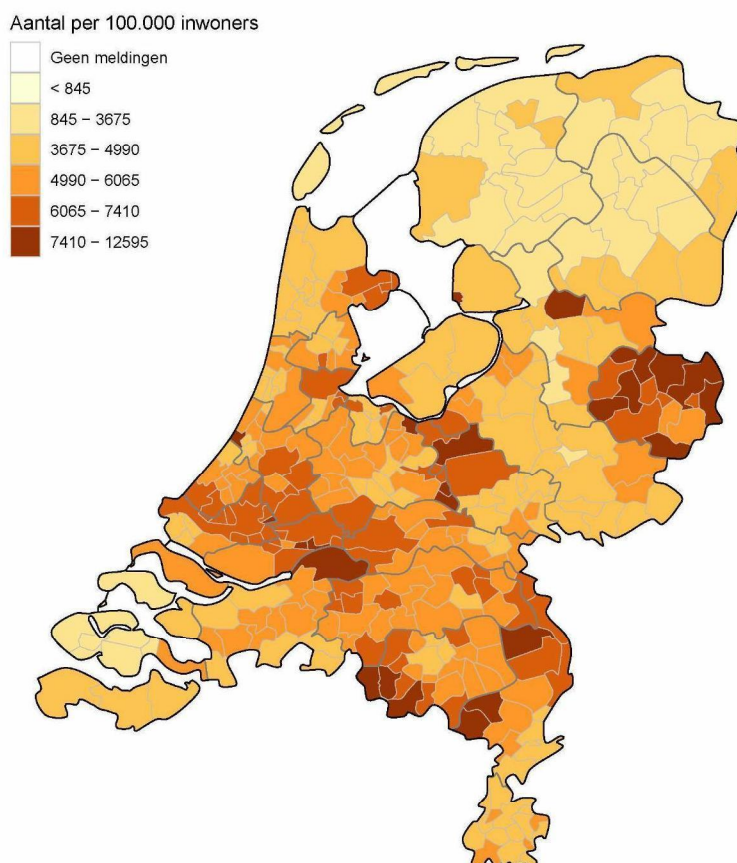 Aantal per 100.000 inwoners
Geen meldingen
< 845
845 – 3675
3675 – 4990
4990 – 6065
6065 – 7410
7410 – 12595